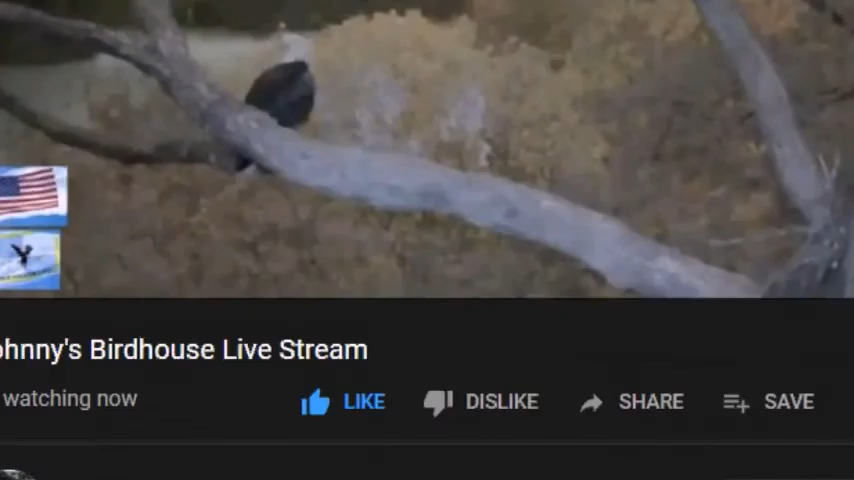 ohnny's Birdhouse Live Stream
watching now
LIKE
DISLIKE
SHARE
SAVE